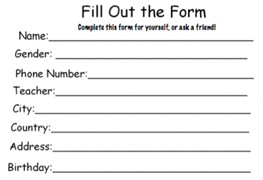 Fill Out the Form
Complete this form for yourself, or ask a friend!
Name:
Gender:
Phone Number:
Teacher:
City:
Country:
Address:
Birthday: